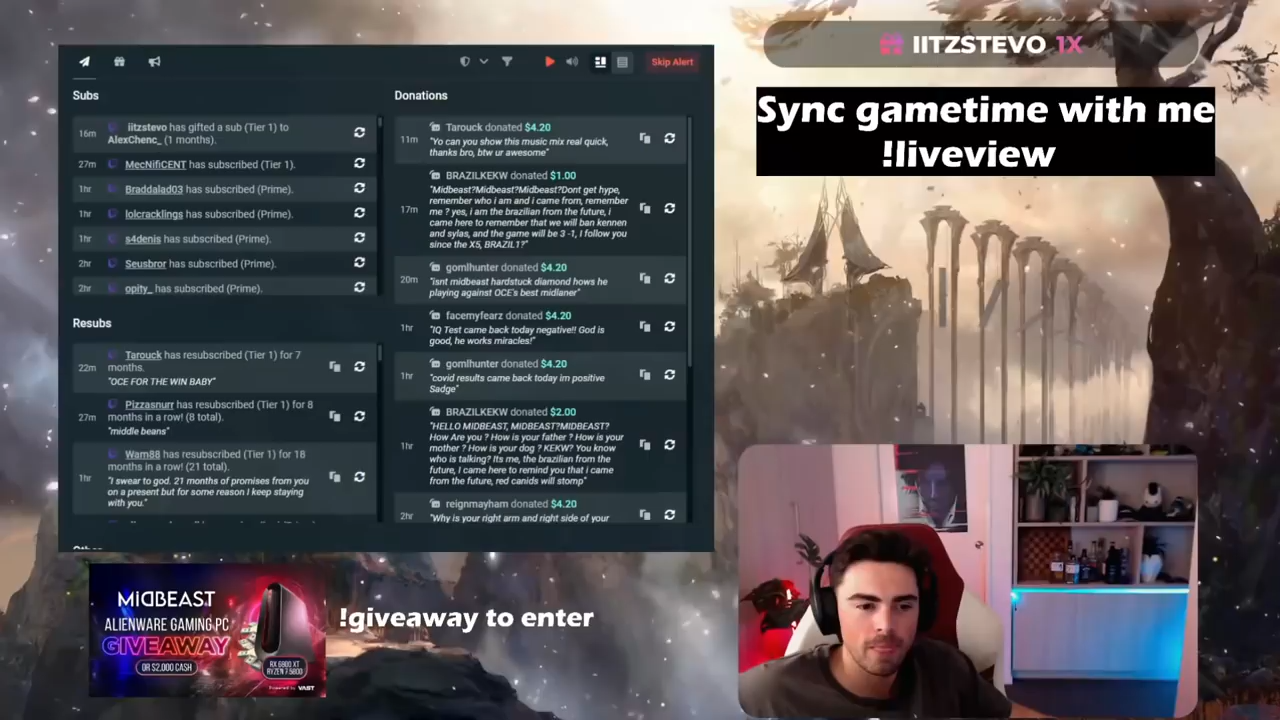 Skip Alert
Subs
16m
iitzstevo has gifted a sub (Tier 1) to
AlexChenc_ (1 months).
27m
MecNifiCENT has subscribed (Tier 1).
1hr
Braddalad03 has subscribed (Prime).
1hr
lolcracklings has subscribed (Prime).
1hr
s4denis has subscribed (Prime).
2hr
Seusbror has subscribed (Prime).
2hr
opity_ has subscribed (Prime).
Resubs
22m
Tarouck has resubscribed (Tier 1) for 7
months.
"OCE FOR THE WIN BABY"
27m
Pizzasnurr has resubscribed (Tier 1) for 8
months in a row! (8 total).
"middle beans"
1hr
Wam88 has resubscribed (Tier 1) for 18
months in a row! (21 total).
"I swear to god. 21 months of promises from you
on a present but for some reason I keep staying
with you."
Donations
11m
Tarouck donated $4.20
"Yo can you show this music mix real quick,
thanks bro, btw ur awesome"
17m
BRAZILKEKW donated $1.00
"Midbeast?Midbeast?Midbeast?Dont get hype,
remember who i am and i came from, remember
me ? yes, i am the brazilian from the future, i
came here to remember that we will ban kennen
and sylas, and the game will be 3 -1, I follow you
since the X5, BRAZIL1?"
20m
gomlhunter donated $4.20
"isnt midbeast hardstuck diamond hows he
playing against OCE's best midlaner"
1hr
facemyfearz donated $4.20
"IQ Test came back today negative!! God is
good, he works miracles!"
1hr
gomlhunter donated $4.20
"covid results came back today im positive
Sadge"
1hr
BRAZILKEKW donated $2.00
"HELLO MIDBEAST, MIDBEAST?MIDBEAST?
How Are you ? How is your father ? How is your
mother ? How is your dog ? KEKW? You know
who is talking? Its me, the brazilian from the
future, I came here to remind you that i came
from the future, red canids will stomp"
2hr
reignmayham donated $4.20
"Why is your right arm and right side of your
IITZSTEVO 1X
Sync gametime with me
!liveview
MIDBEAST
ALIENWARE GAMING PC
GIVEAWAY
OR $2,000 CASH
RX 6800 XT
RYZEN 7 5800
Powered by VAST
!giveaway to enter